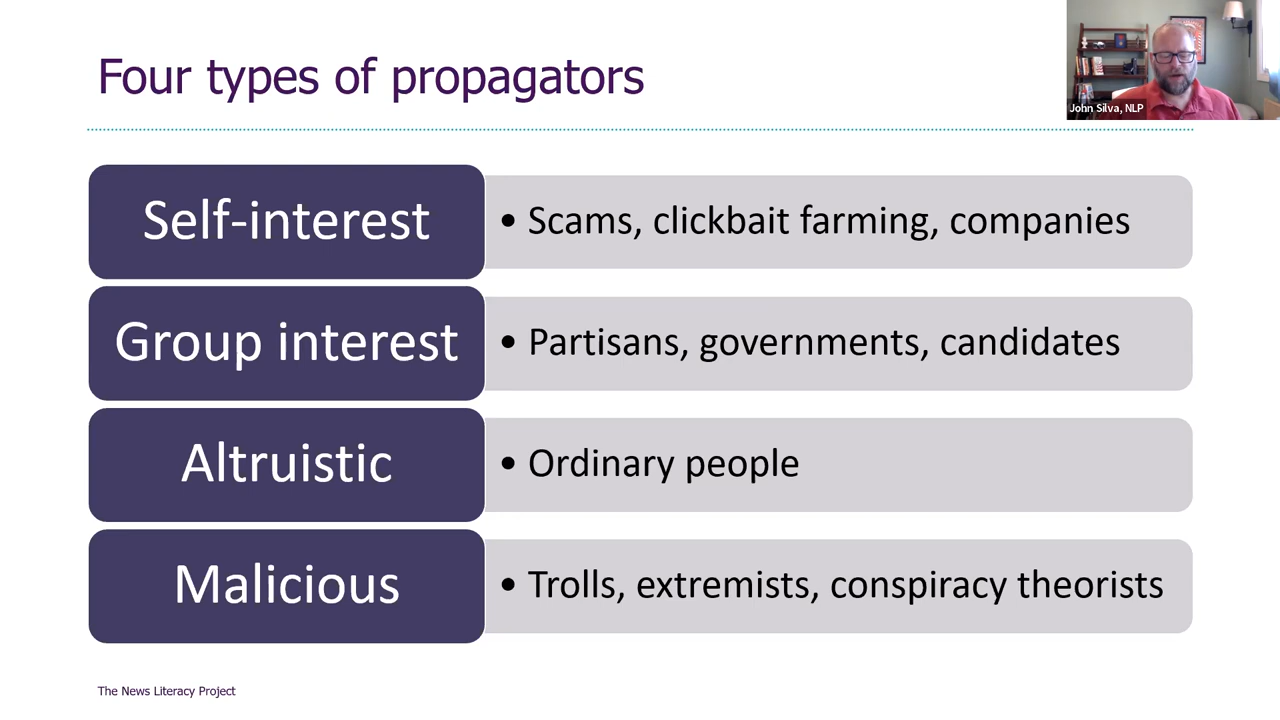 Four types of propagators
John Silva, NLP
Self-interest
• Scams, clickbait farming, companies
Group interest
• Partisans, governments, candidates
Altruistic
• Ordinary people
Malicious
• Trolls, extremists, conspiracy theorists
The News Literacy Project